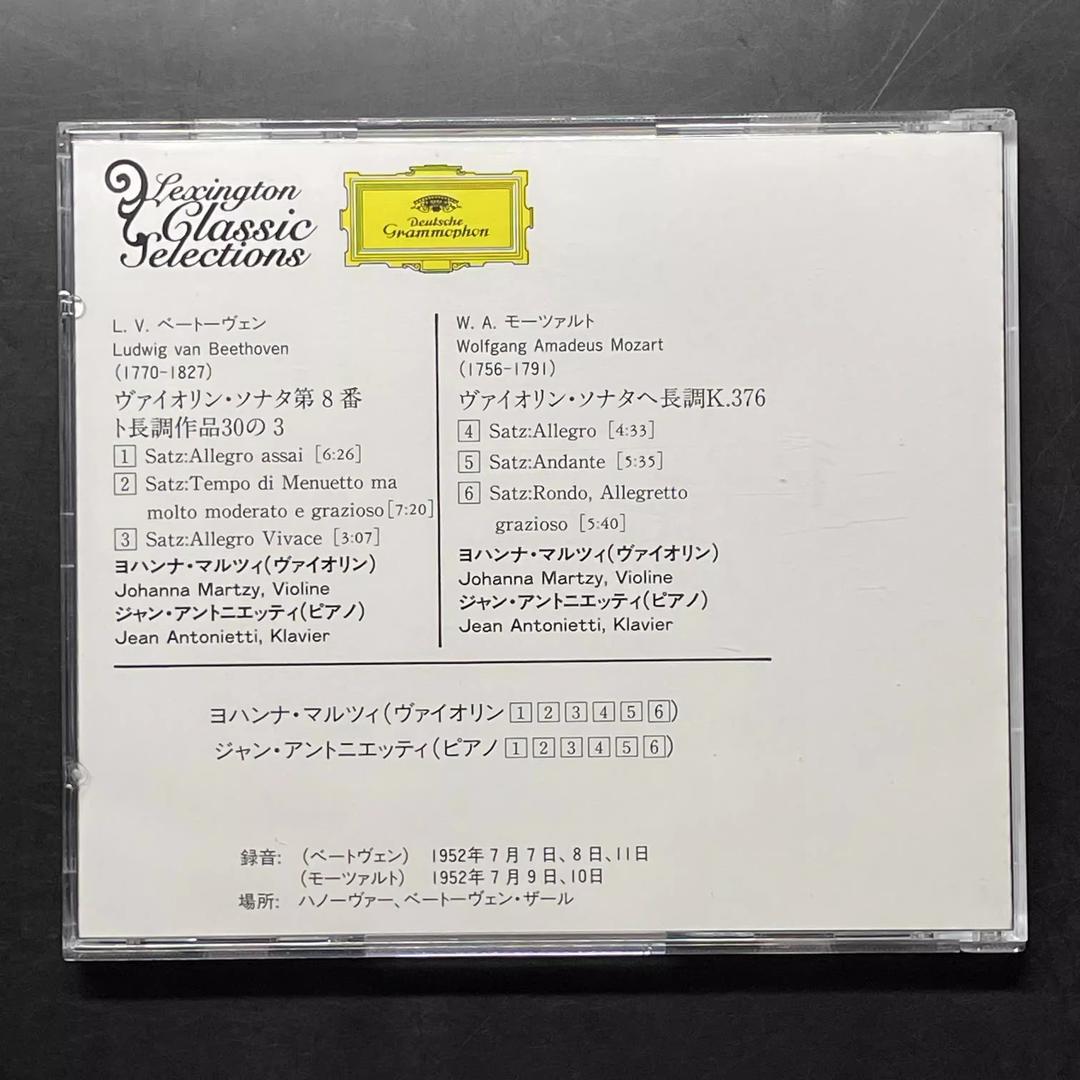 Lexington
Classic
Selections
Deutsche
Grammophon
L. V. ベートーヴェン
Ludwig van Beethoven
(1770-1827)
ヴァイオリン・ソナタ第8番
ト長調作品30の3
1 Satz:Allegro assai [6:26]
2 Satz:Tempo di Menuetto ma
molto moderato e grazioso[7:20]
3 Satz:Allegro Vivace [3:07]
ヨハンナ・マルツィ(ヴァイオリン)
Johanna Martzy, Violine
ジャン・アントニエッティ(ピアノ)
Jean Antonietti, Klavier
W. A. モーツァルト
Wolfgang Amadeus Mozart
(1756-1791)
ヴァイオリン・ソナタヘ長調K.376
4 Satz:Allegro [4:33]
5 Satz:Andante [5:35]
6 Satz:Rondo, Allegretto
grazioso [5:40]
ヨハンナ・マルツィ(ヴァイオリン)
Johanna Martzy, Violine
ジャン・アントニエッティ(ピアノ)
Jean Antonietti, Klavier
ヨハンナ・マルツィ(ヴァイオリン 1 2 3 4 5 6)
ジャン・アントニエッティ(ピアノ 1 2 3 4 5 6)
録音: (ベートヴェン) 1952年7月7日、8日、11日
(モーツァルト) 1952年7月9日、10日
場所: ハノーヴァー、ベートーヴェン・ザール